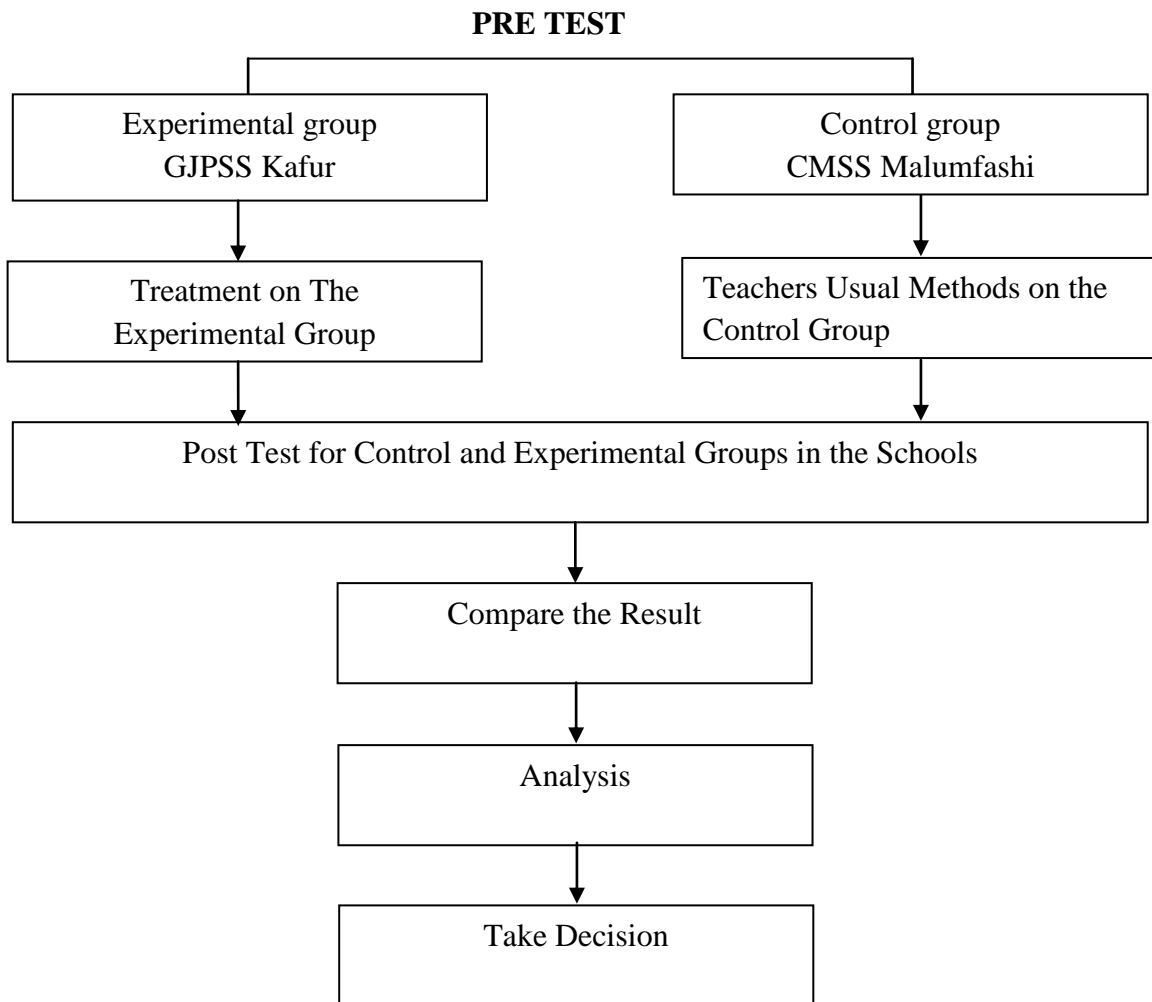 PRE TEST
Experimental group
GJPSS Kafur
Control group
CMSS Malumfashi
Treatment on The
Experimental Group
Teachers Usual Methods on the
Control Group
Post Test for Control and Experimental Groups in the Schools
Compare the Result
Analysis
Take Decision